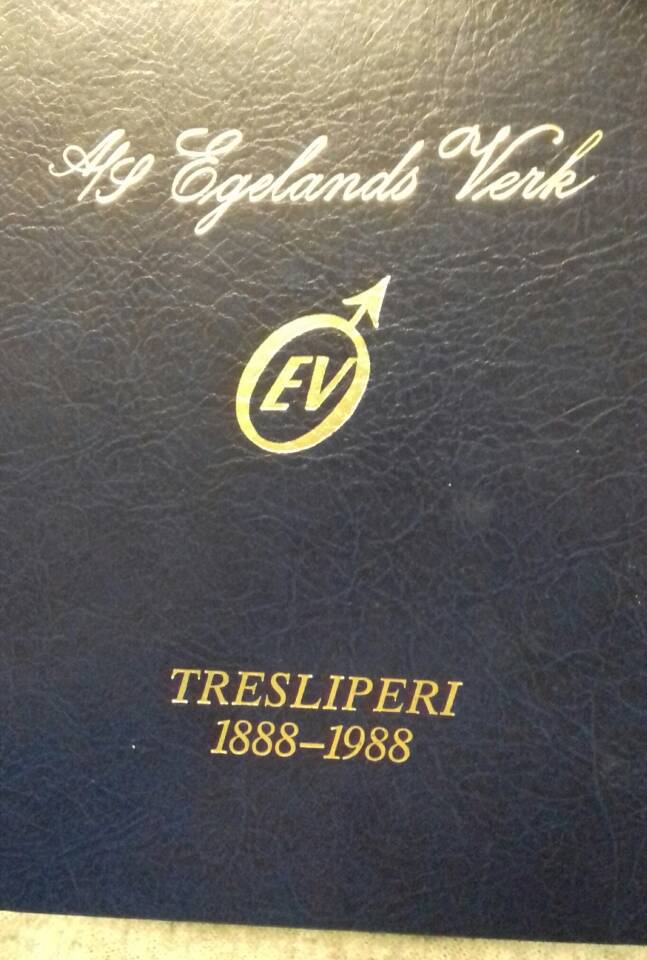 A/S Egelands Verk
EV
TRESLIPERI
1888–1988